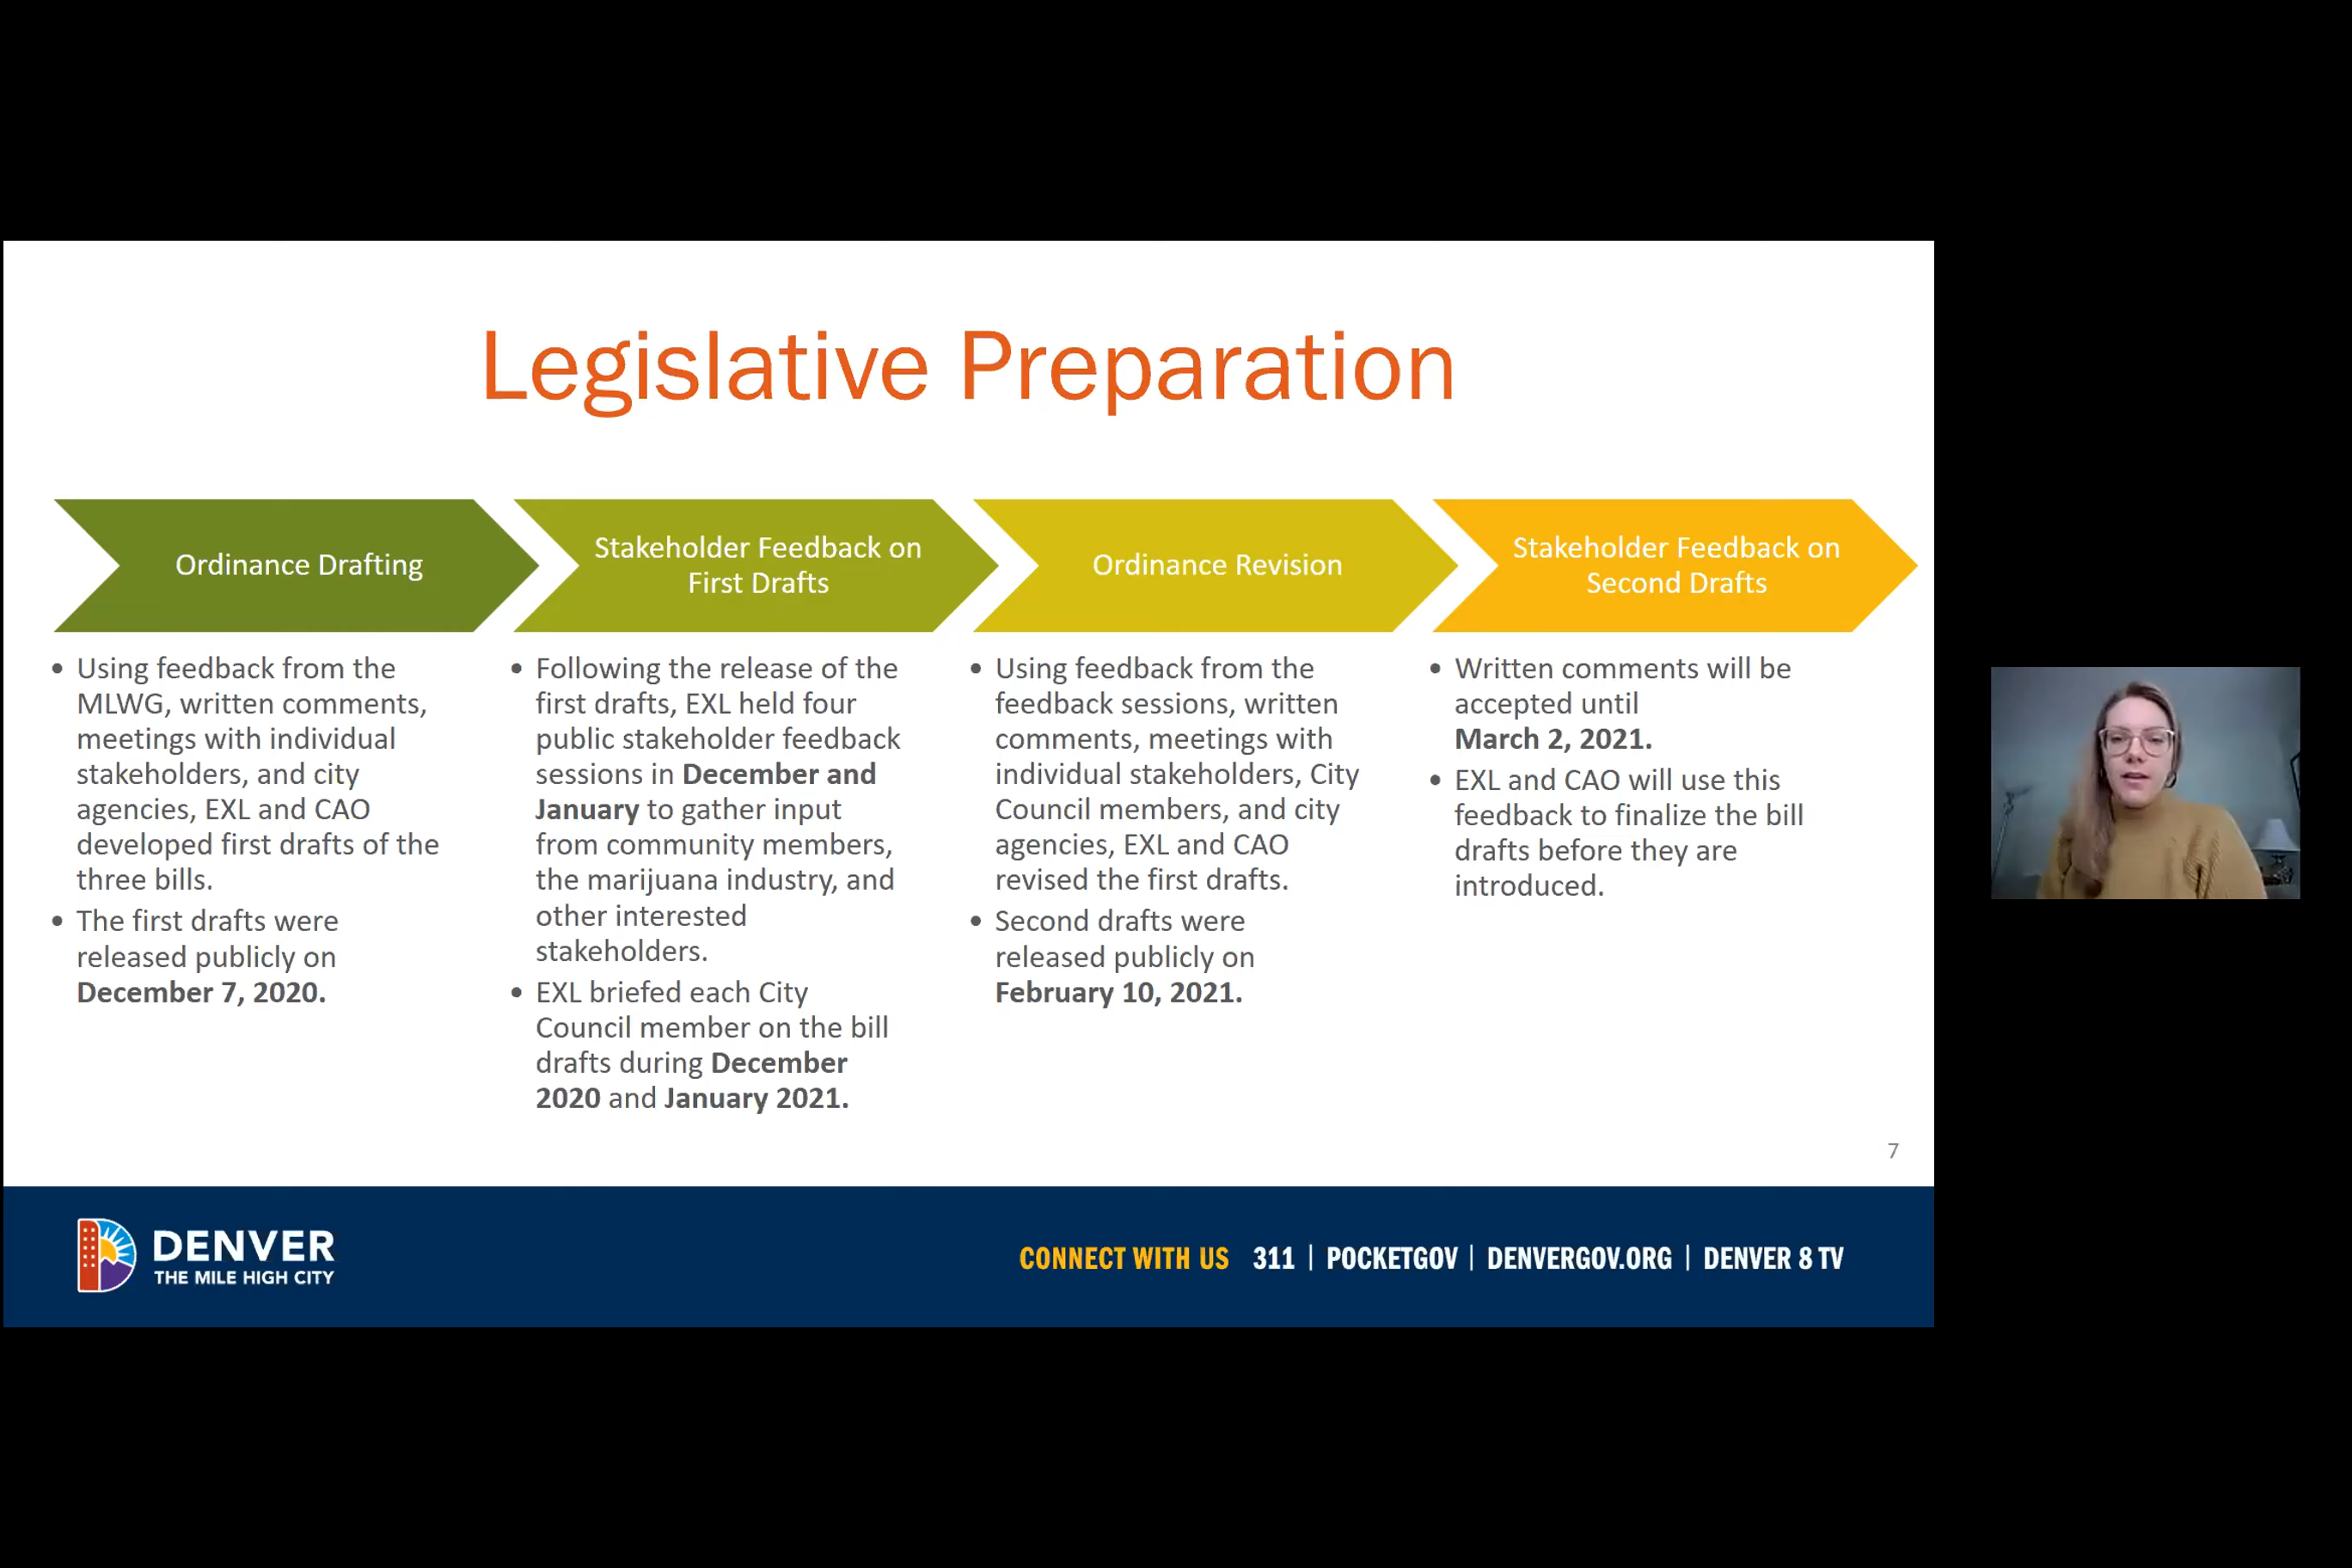 Legislative Preparation
Ordinance Drafting
• Using feedback from the
MLWG, written comments,
meetings with individual
stakeholders, and city
agencies, EXL and CAO
developed first drafts of the
three bills.
• The first drafts were
released publicly on
December 7, 2020.
Stakeholder Feedback on
First Drafts
• Following the release of the
first drafts, EXL held four
public stakeholder feedback
sessions in December and
January to gather input
from community members,
the marijuana industry, and
other interested
stakeholders.
• EXL briefed each City
Council member on the bill
drafts during December
2020 and January 2021.
Ordinance Revision
• Using feedback from the
feedback sessions, written
comments, meetings with
individual stakeholders, City
Council members, and city
agencies, EXL and CAO
revised the first drafts.
• Second drafts were
released publicly on
February 10, 2021.
Stakeholder Feedback on
Second Drafts
• Written comments will be
accepted until
March 2, 2021.
• EXL and CAO will use this
feedback to finalize the bill
drafts before they are
introduced.
7
DENVER
THE MILE HIGH CITY
CONNECT WITH US 311 | POCKETGOV | DENVERGOV.ORG | DENVER 8 TV